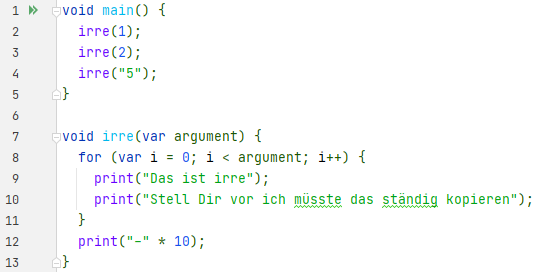 1 void main() {
2 irre(1);
3 irre(2);
4 irre("5");
5 }
6
7 void irre(var argument) {
8 for (var i = 0; i < argument; i++) {
9 print("Das ist irre");
10 print("Stell Dir vor ich müsste das ständig kopieren");
11 }
12 print("-" * 10);
13 }